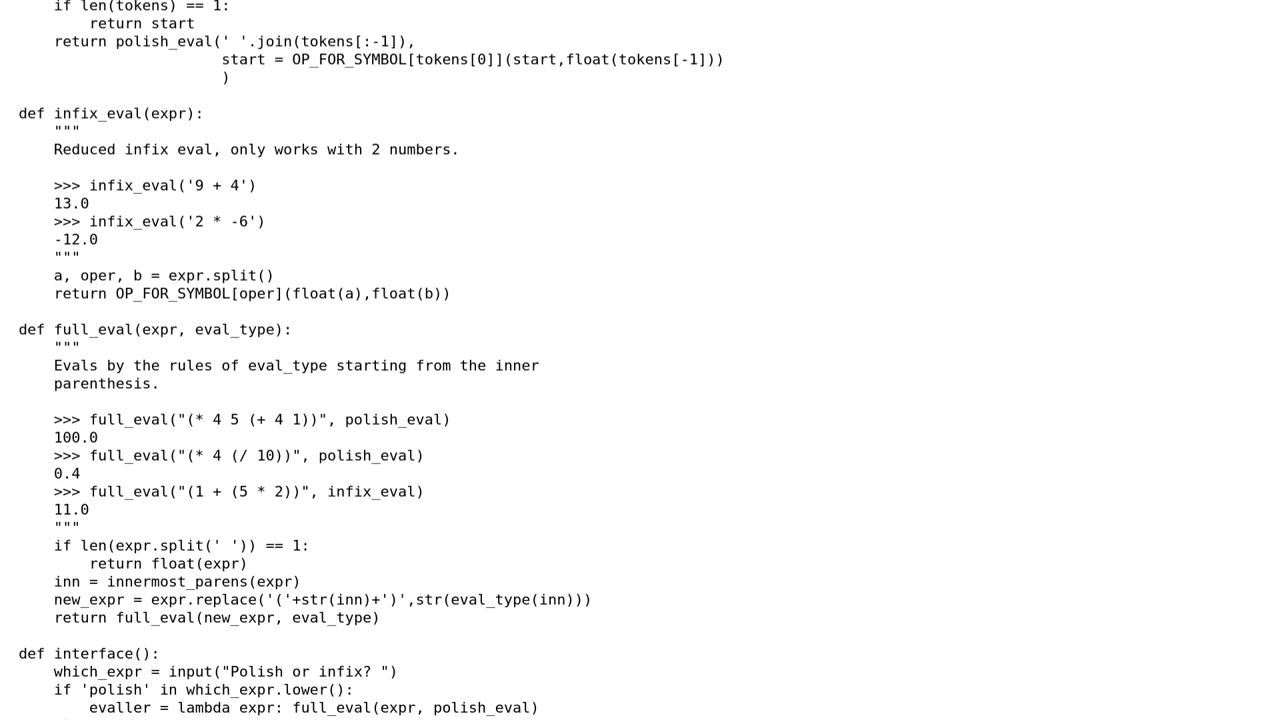 if len(tokens) == 1:
        return start
    return polish_eval(' '.join(tokens[:-1]),
                       start = OP_FOR_SYMBOL[tokens[0]](start,float(tokens[-1]))
                       )

def infix_eval(expr):
    """
    Reduced infix eval, only works with 2 numbers.

    >>> infix_eval('9 + 4')
    13.0
    >>> infix_eval('2 * -6')
    -12.0
    """
    a, oper, b = expr.split()
    return OP_FOR_SYMBOL[oper](float(a),float(b))

def full_eval(expr, eval_type):
    """
    Evals by the rules of eval_type starting from the inner
    parenthesis.

    >>> full_eval("(* 4 5 (+ 4 1))", polish_eval)
    100.0
    >>> full_eval("(* 4 (/ 10))", polish_eval)
    0.4
    >>> full_eval("(1 + (5 * 2))", infix_eval)
    11.0
    """
    if len(expr.split(' ')) == 1:
        return float(expr)
    inn = innermost_parens(expr)
    new_expr = expr.replace('('+str(inn)+')',str(eval_type(inn)))
    return full_eval(new_expr, eval_type)

def interface():
    which_expr = input("Polish or infix? ")
    if 'polish' in which_expr.lower():
        evaller = lambda expr: full_eval(expr, polish_eval)